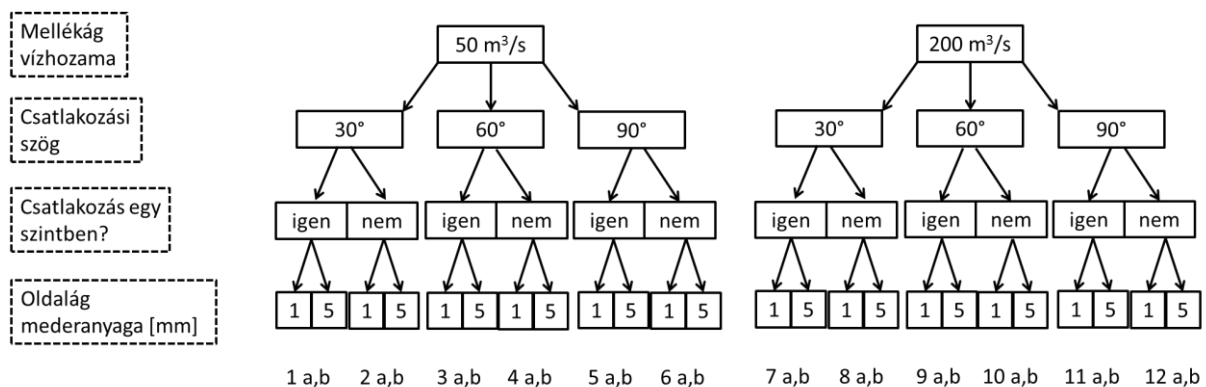 Mellékág
vízhozama
50 m³/s
200 m³/s
Csatlakozási
szög
30°
60°
90°
30°
60°
90°
Csatlakozás egy
szintben?
igen nem igen nem igen nem igen nem igen nem igen nem
Oldalág
mederanyaga [mm]
1 5 1 5 1 5 1 5 1 5 1 5 1 5 1 5 1 5 1 5 1 5 1 5
1 a,b 2 a,b 3 a,b 4 a,b 5 a,b 6 a,b 7 a,b 8 a,b 9 a,b 10 a,b 11 a,b 12 a,b